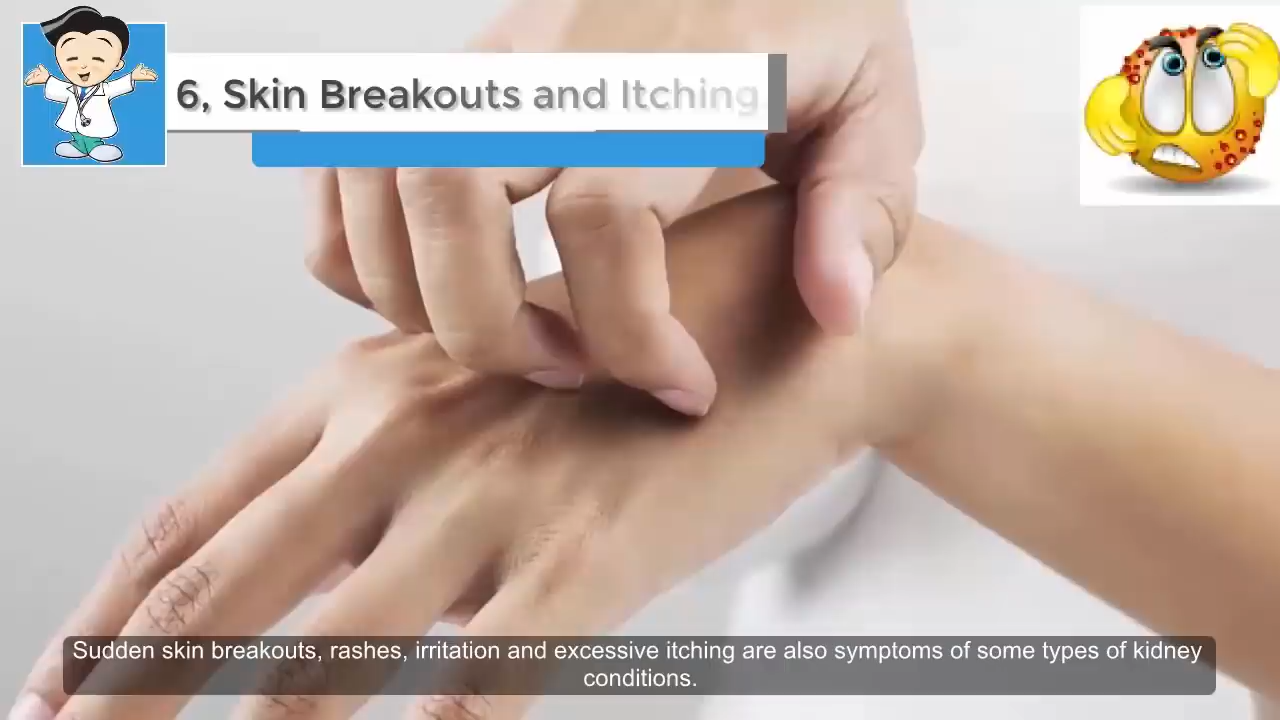 6, Skin Breakouts and Itching
Sudden skin breakouts, rashes, irritation and excessive itching are also symptoms of some types of kidney
conditions.